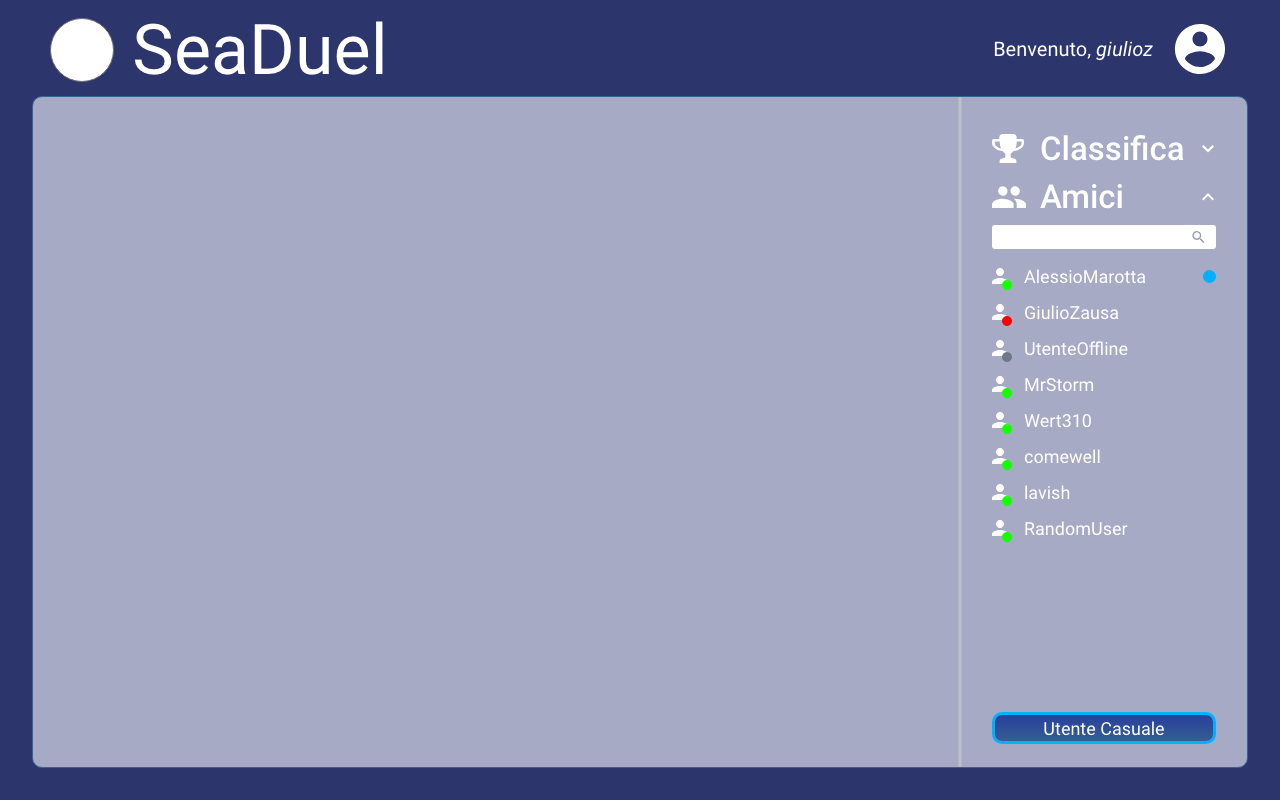 SeaDuel
Benvenuto, giulioz
Classifica
Amici
AlessioMarotta
GiulioZausa
UtenteOffline
MrStorm
Wert310
comewell
lavish
RandomUser
Utente Casuale